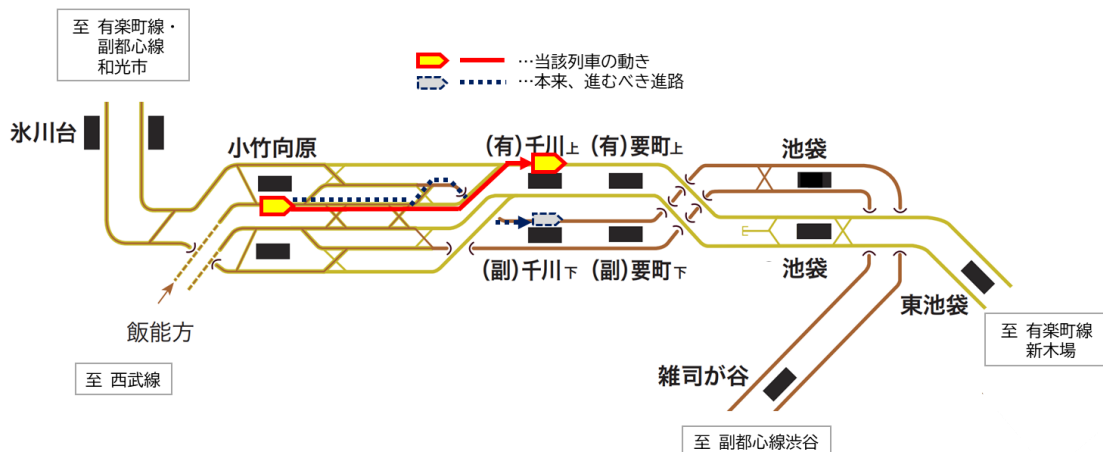 至 有楽町線・
副都心線
和光市
…当該列車の動き
…本来、進むべき進路
氷川台
小竹向原
(有)千川上
(有)要町上
池袋
(副)千川下
(副)要町下
池袋
東池袋
飯能方
至 西武線
雑司が谷
至 有楽町線
新木場
至 副都心線渋谷